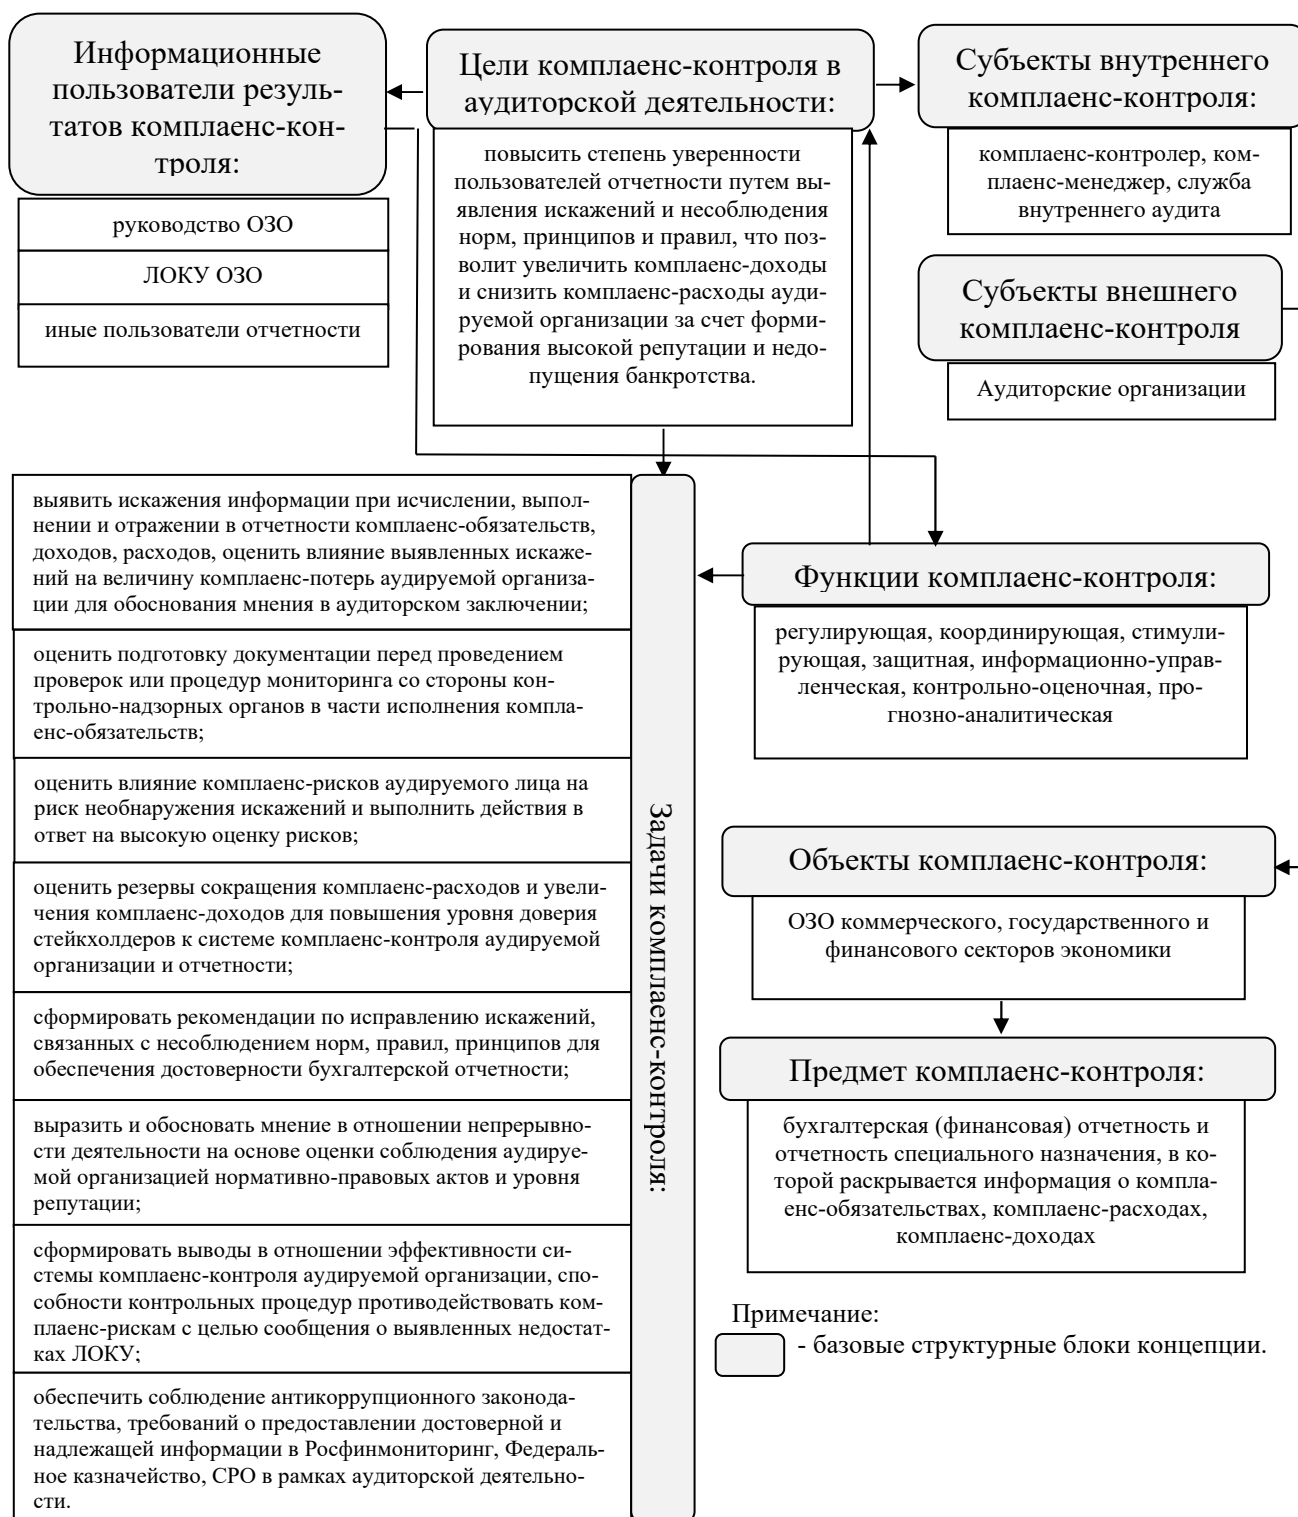 Информационные
пользователи резуль-
татов комплаенс-кон-
троля:
руководство ОЗО
ЛОКУ ОЗО
иные пользователи отчетности
Цели комплаенс-контроля в
аудиторской деятельности:
повысить степень уверенности
пользователей отчетности путем вы-
явления искажений и несоблюдения
норм, принципов и правил, что поз-
волит увеличить комплаенс-доходы
и снизить комплаенс-расходы ауди-
руемой организации за счет форми-
рования высокой репутации и недо-
пущения банкротства.
Субъекты внутреннего
комплаенс-контроля:
комплаенс-контролер, ком-
плаенс-менеджер, служба
внутреннего аудита
Субъекты внешнего
комплаенс-контроля
Аудиторские организации
выявить искажения информации при исчислении, выпол-
нении и отражении в отчетности комплаенс-обязательств,
доходов, расходов, оценить влияние выявленных искаже-
ний на величину комплаенс-потерь аудируемой организа-
ции для обоснования мнения в аудиторском заключении;
оценить подготовку документации перед проведением
проверок или процедур мониторинга со стороны кон-
трольно-надзорных органов в части исполнения компла-
енс-обязательств;
оценить влияние комплаенс-рисков аудируемого лица на
риск необнаружения искажений и выполнить действия в
ответ на высокую оценку рисков;
оценить резервы сокращения комплаенс-расходов и увели-
чения комплаенс-доходов для повышения уровня доверия
стейкхолдеров к системе комплаенс-контроля аудируемой
организации и отчетности;
сформировать рекомендации по исправлению искажений,
связанных с несоблюдением норм, правил, принципов для
обеспечения достоверности бухгалтерской отчетности;
выразить и обосновать мнение в отношении непрерывно-
сти деятельности на основе оценки соблюдения аудируе-
мой организацией нормативно-правовых актов и уровня
репутации;
сформировать выводы в отношении эффективности си-
стемы комплаенс-контроля аудируемой организации, спо-
собности контрольных процедур противодействовать ком-
плаенс-рискам с целью сообщения о выявленных недостат-
ках ЛОКУ;
обеспечить соблюдение антикоррупционного законода-
тельства, требований о предоставлении достоверной и
надлежащей информации в Росфинмониторинг, Федераль-
ное казначейство, СРО в рамках аудиторской деятельно-
сти.
Задачи комплаенс-контроля:
Функции комплаенс-контроля:
регулирующая, координирующая, стимули-
рующая, защитная, информационно-управ-
ленческая, контрольно-оценочная, про-
гнозно-аналитическая
Объекты комплаенс-контроля:
ОЗО коммерческого, государственного и
финансового секторов экономики
Предмет комплаенс-контроля:
бухгалтерская (финансовая) отчетность и
отчетность специального назначения, в ко-
торой раскрывается информация о компла-
енс-обязательствах, комплаенс-расходах,
комплаенс-доходах
Примечание:
- базовые структурные блоки концепции.